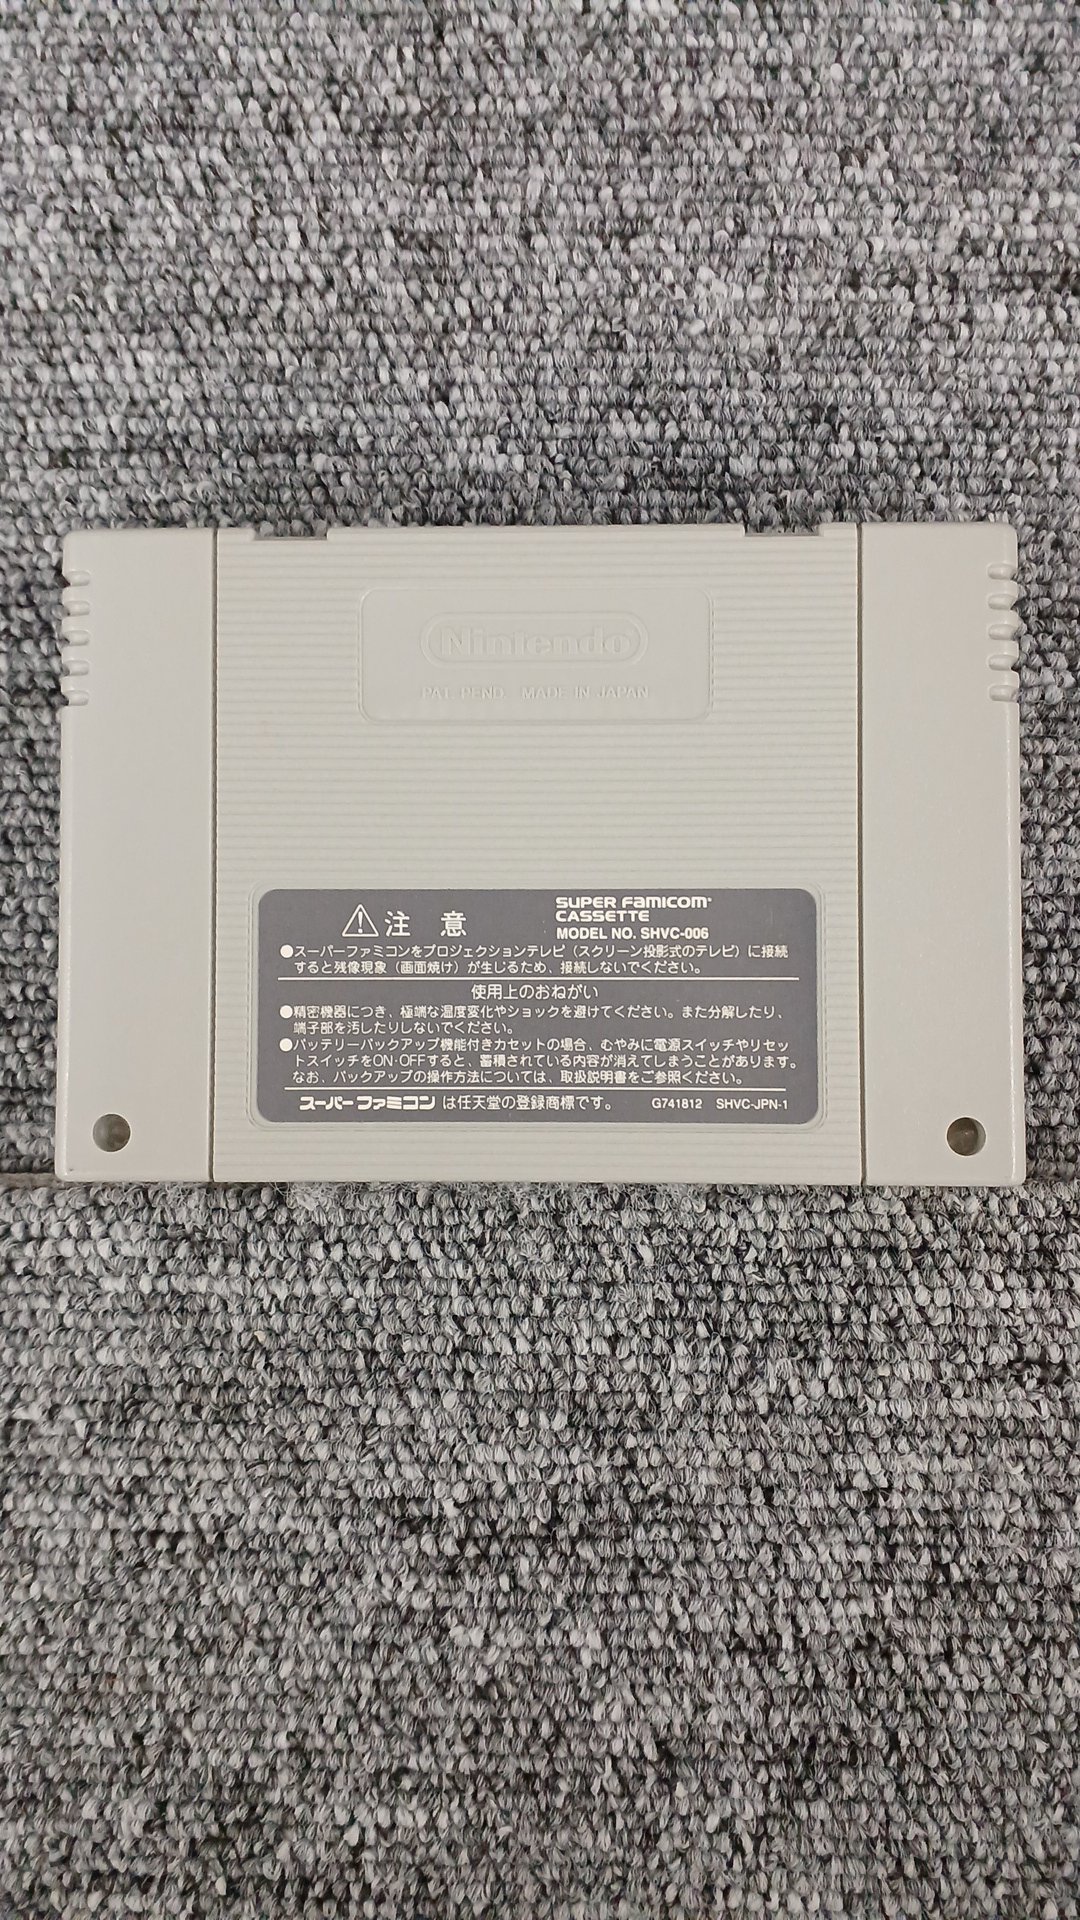 Nintendo
PAT. PEND. MADE IN JAPAN
⚠注 意
SUPER FAMICOM
CASSETTE
MODEL NO. SHVC-006
●スーパーファミコンをプロジェクションテレビ（スクリーン投影式のテレビ）に接続
すると残像現象（画面焼け）が生じるため、接続しないでください。
使用上のおねがい
●精密機器につき、極端な温度変化やショックを避けてください。また分解したり、
端子部を汚したりしないでください。
●バッテリーバックアップ機能付きカセットの場合、むやみに電源スイッチやリセッ
トスイッチをON・OFFすると、蓄積されている内容が消えてしまうことがあります。
なお、バックアップの操作方法については、取扱説明書をご参照ください。
スーパーファミコン は任天堂の登録商標です。 G741812 SHVC-JPN-1